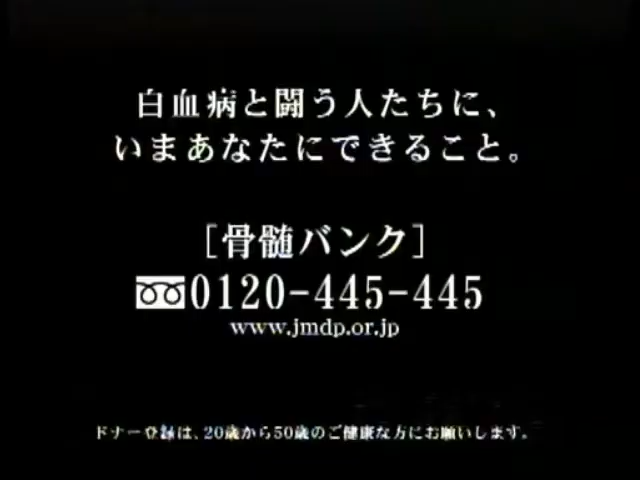 白血病と闘う人たちに、
いまあなたにできること。
[骨髄バンク]
0120-445-445
www.jmdp.or.jp
ドナー登録は、20歳から50歳のご健康な方にお願いします。